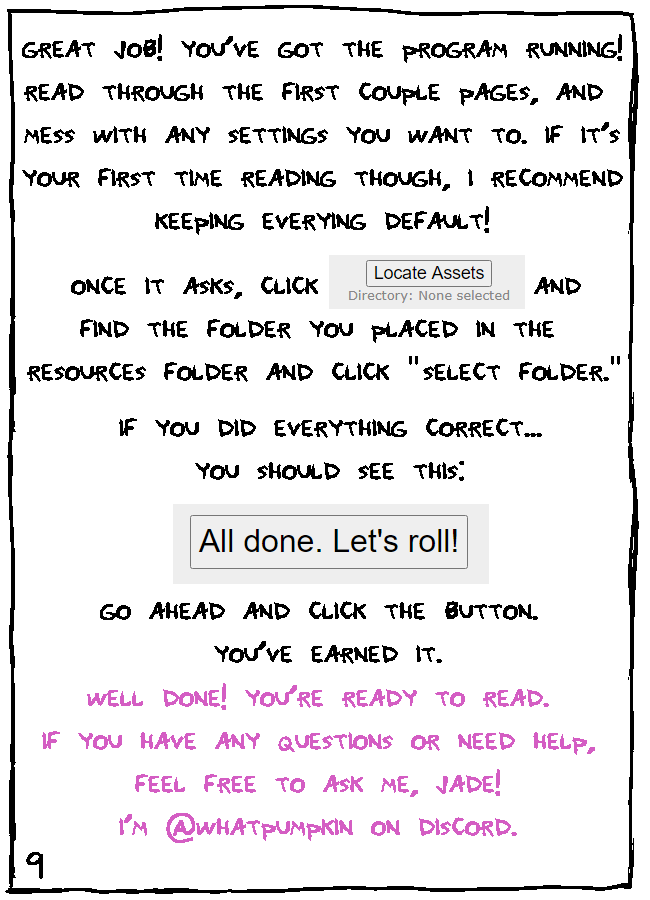 GREAT JOB! YOU'VE GOT THE PROGRAM RUNNING!
READ THROUGH THE FIRST COUPLE PAGES, AND
MESS WITH ANY SETTINGS YOU WANT TO. IF IT'S
YOUR FIRST TIME READING THOUGH, I RECOMMEND
KEEPING EVERYING DEFAULT!
ONCE IT ASKS, CLICK Locate Assets AND
Directory: None selected
FIND THE FOLDER YOU PLACED IN THE
RESOURCES FOLDER AND CLICK "SELECT FOLDER."
IF YOU DID EVERYTHING CORRECT...
YOU SHOULD SEE THIS:
All done. Let's roll!
GO AHEAD AND CLICK THE BUTTON.
YOU'VE EARNED IT.
WELL DONE! YOU'RE READY TO READ.
IF YOU HAVE ANY QUESTIONS OR NEED HELP,
FEEL FREE TO ASK ME, JADE!
I'M @WHATPUMPKIN ON DISCORD.
9